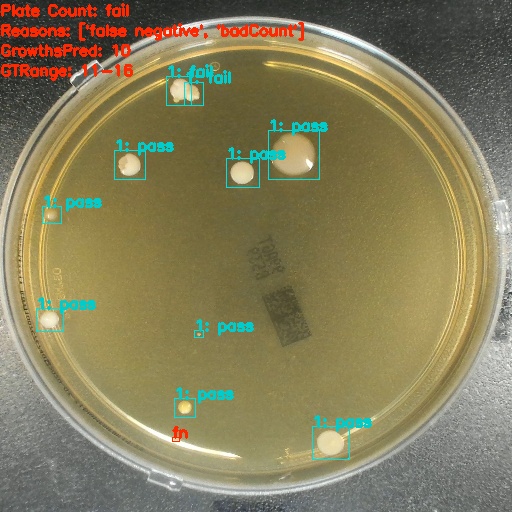 Plate Count: fail
Reasons: ['false negative', 'badCount']
GrowthsPred: 10
GTRange: 11-16
1: fail
1: fail
1: pass
1: pass
1: pass
1: pass
1: pass
1: pass
1: pass
1: pass
fn